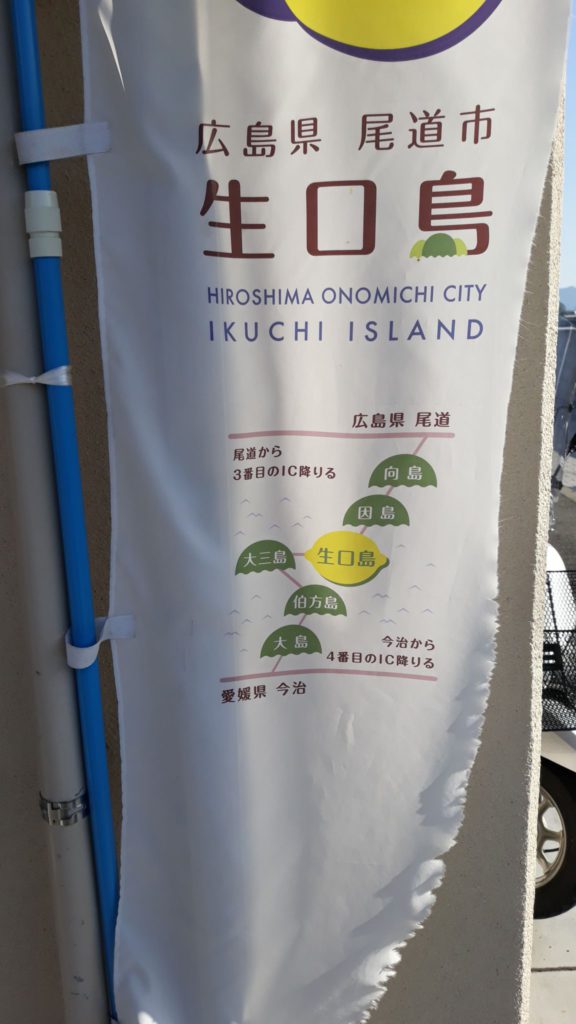 広島県 尾道市
生口島
HIROSHIMA ONOMICHI CITY
IKUCHI ISLAND
広島県 尾道
尾道から
3番目のIC降りる
向島
因島
大三島
生口島
伯方島
大島
今治から
4番目のIC降りる
愛媛県 今治